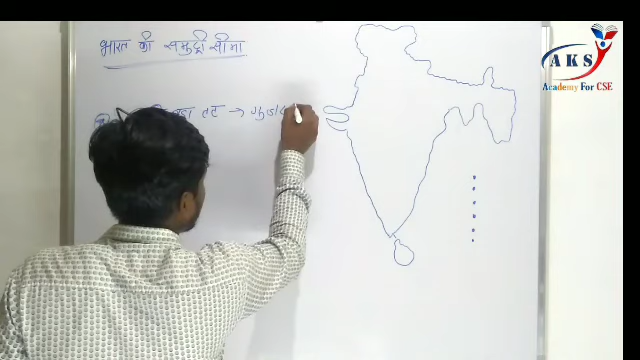 भारत की समुद्री सीमा
तट → गुजरा
AKS
Academy For CSE